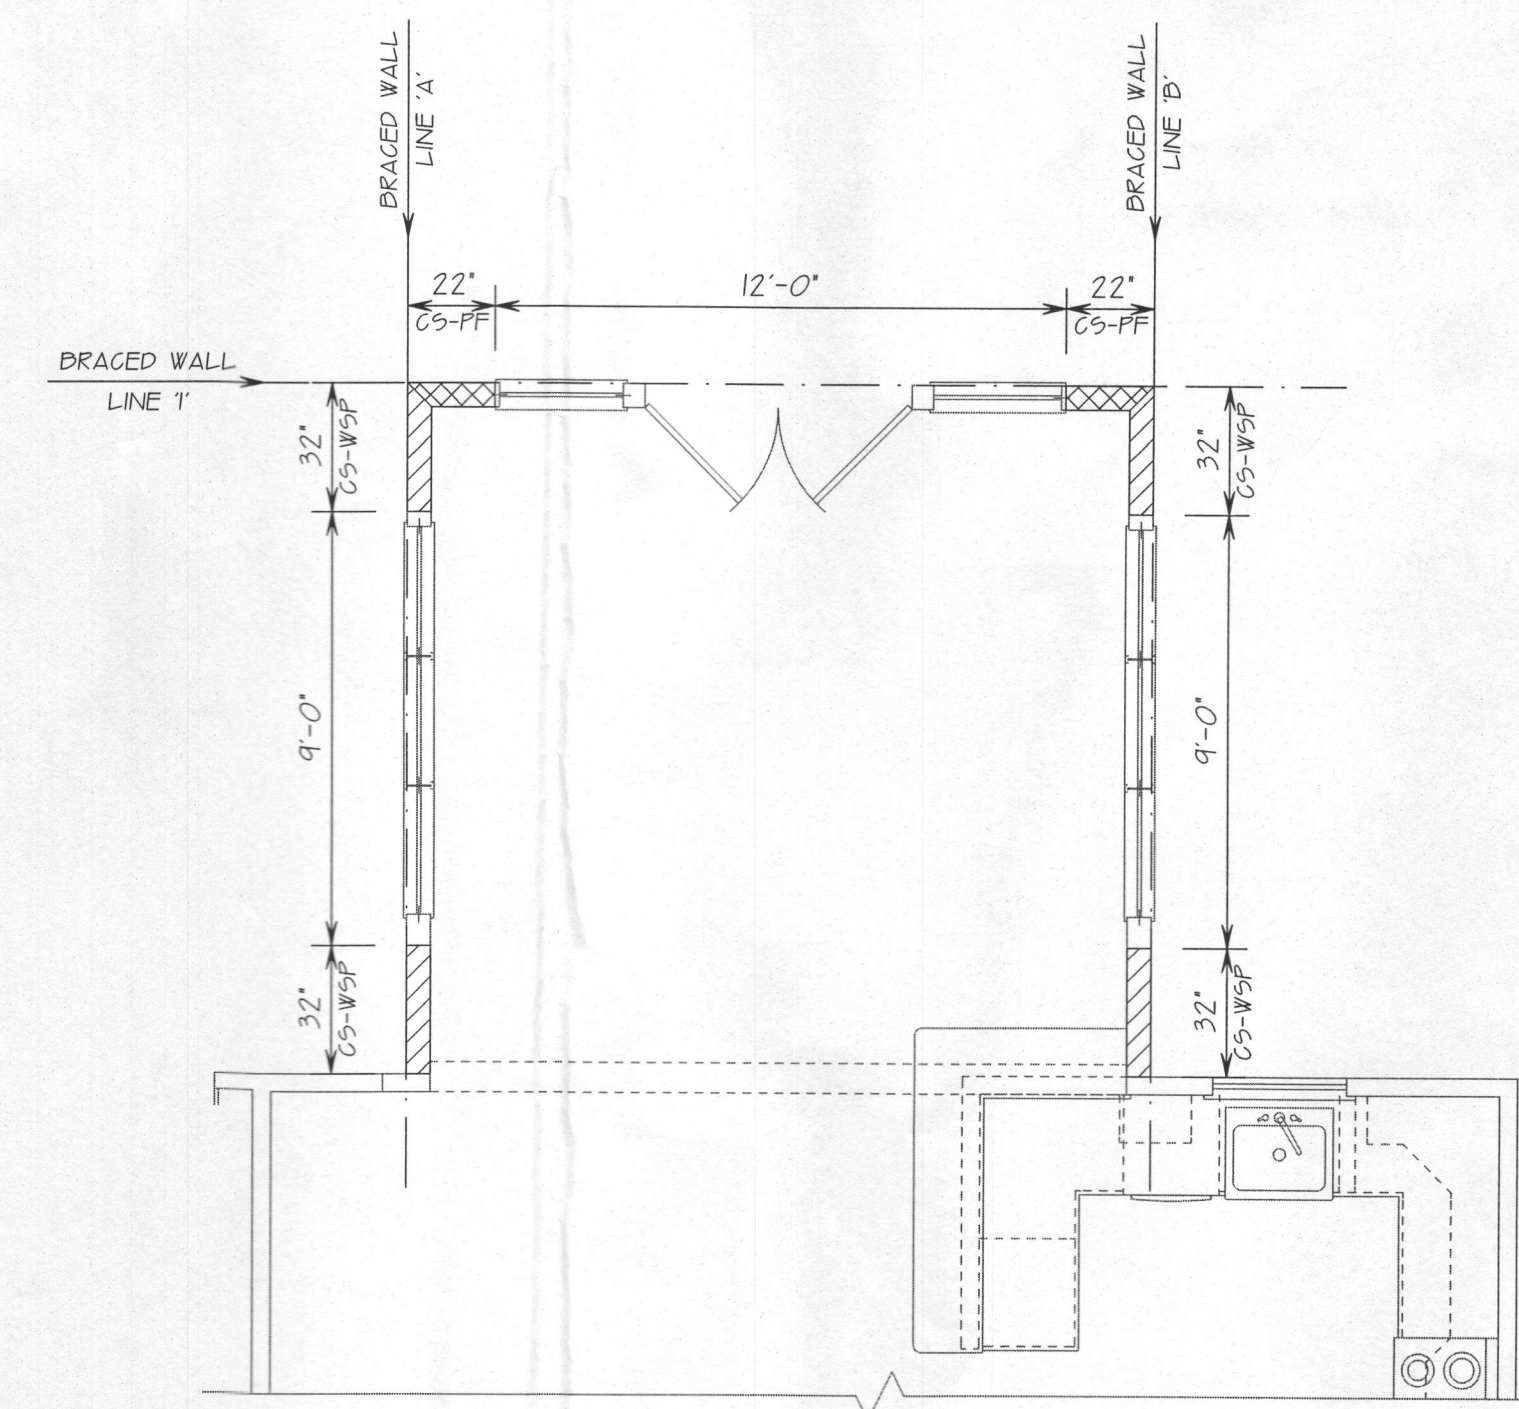 BRACED WALL
LINE 'A'
BRACED WALL
LINE 'B'
22"
12'-0"
22"
CS-PF
CS-PF
BRACED WALL
LINE '1'
32"
CS-WSP
32"
CS-WSP
9'-0"
9'-0"
32"
CS-WSP
32"
CS-WSP